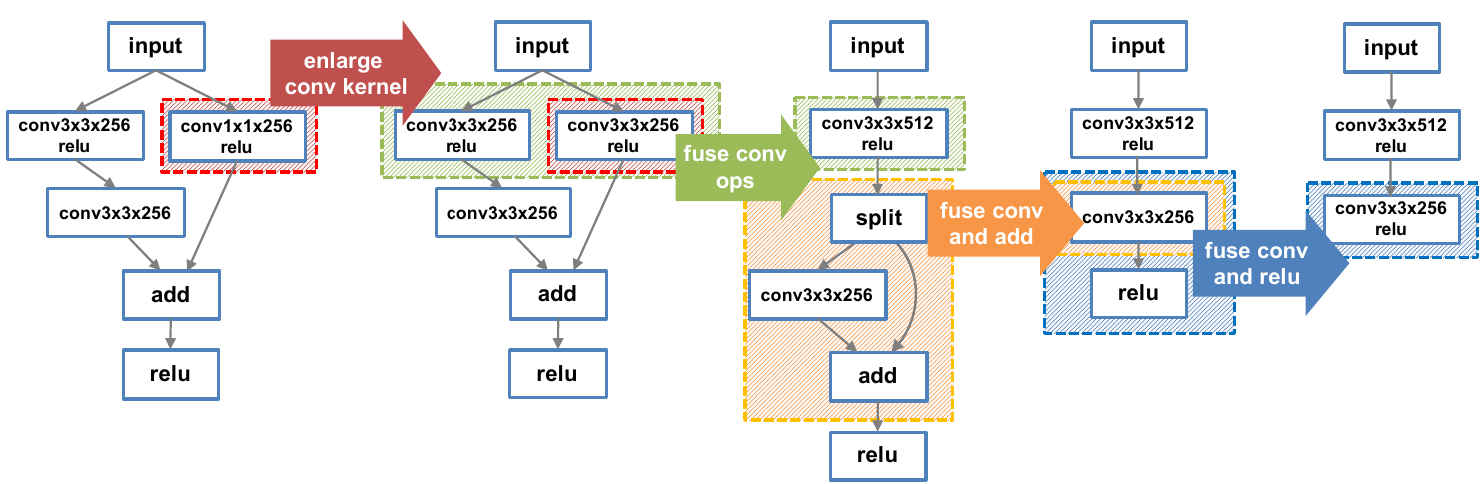 input
conv3x3x256
relu
conv1x1x256
relu
conv3x3x256
add
relu
enlarge
conv kernel
input
conv3x3x256
relu
conv3x3x256
relu
conv3x3x256
add
relu
fuse conv
ops
input
conv3x3x512
relu
split
conv3x3x256
add
relu
fuse conv
and add
input
conv3x3x512
relu
conv3x3x256
relu
fuse conv
and relu
input
conv3x3x512
relu
conv3x3x256
relu